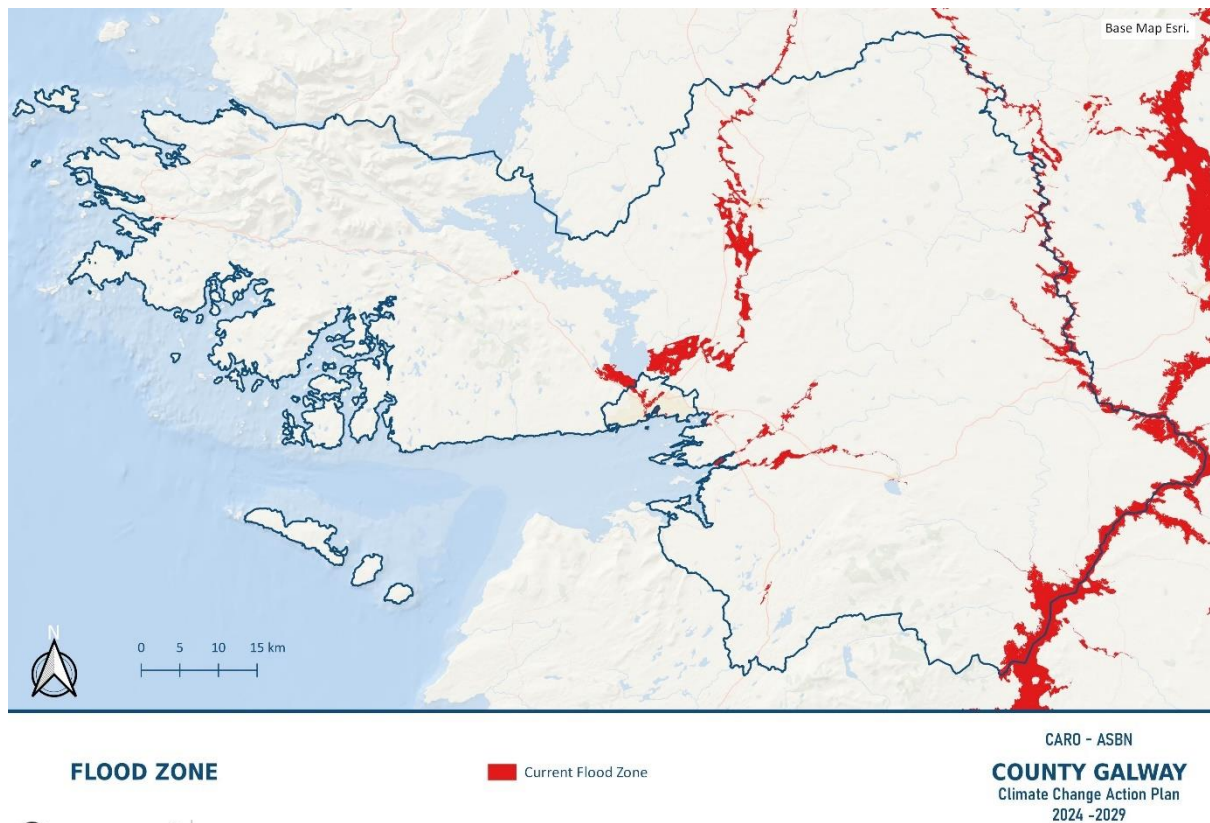 Base Map Esri.
N
0 5 10 15 km
FLOOD ZONE
Current Flood Zone
CARO - ASBN
COUNTY GALWAY
Climate Change Action Plan
2024 -2029